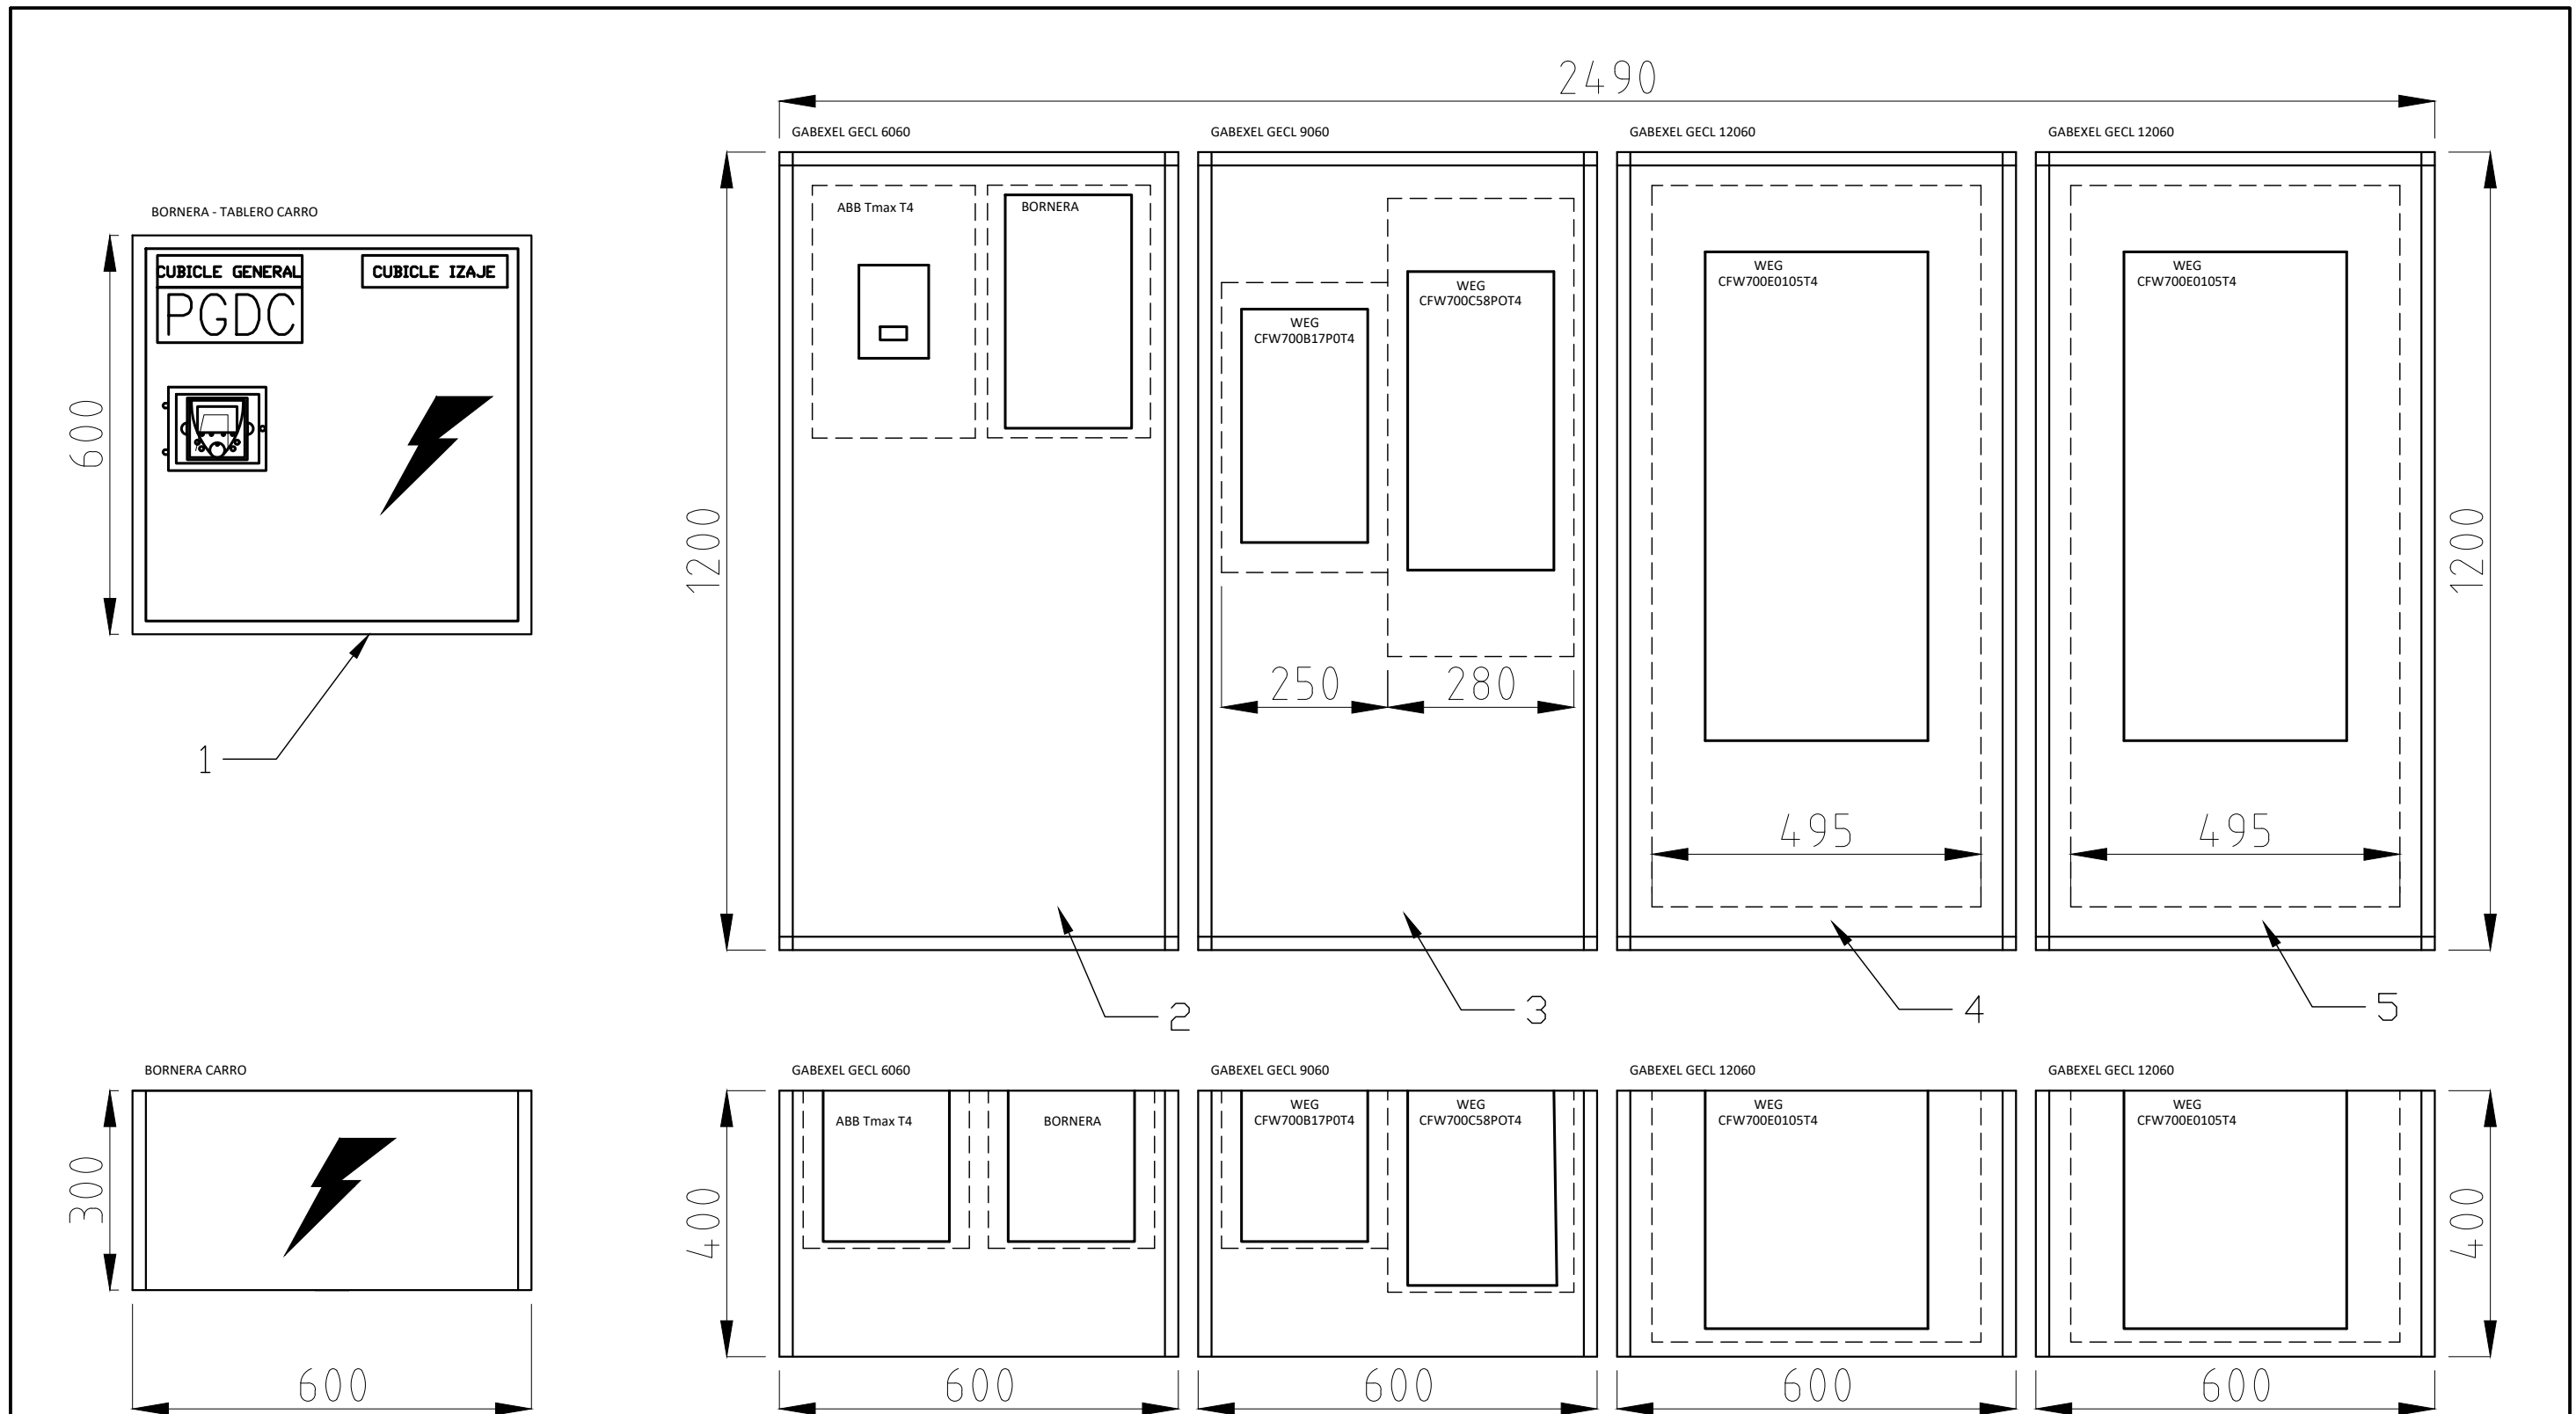 2490
GABEXEL GECL 6060
GABEXEL GECL 9060
GABEXEL GECL 12060
GABEXEL GECL 12060
BORNERA - TABLERO CARRO
CUBICLE GENERAL
CUBICLE IZAJE
PGDC
600
1
1200
ABB Tmax T4
BORNERA
WEG
CFW700B17P0T4
WEG
CFW700C58POT4
WEG
CFW700E0105T4
WEG
CFW700E0105T4
250
280
495
495
1200
2
3
4
5
BORNERA CARRO
300
600
GABEXEL GECL 6060
GABEXEL GECL 9060
GABEXEL GECL 12060
GABEXEL GECL 12060
400
ABB Tmax T4
BORNERA
WEG
CFW700B17P0T4
WEG
CFW700C58POT4
WEG
CFW700E0105T4
WEG
CFW700E0105T4
400
600
600
600
600